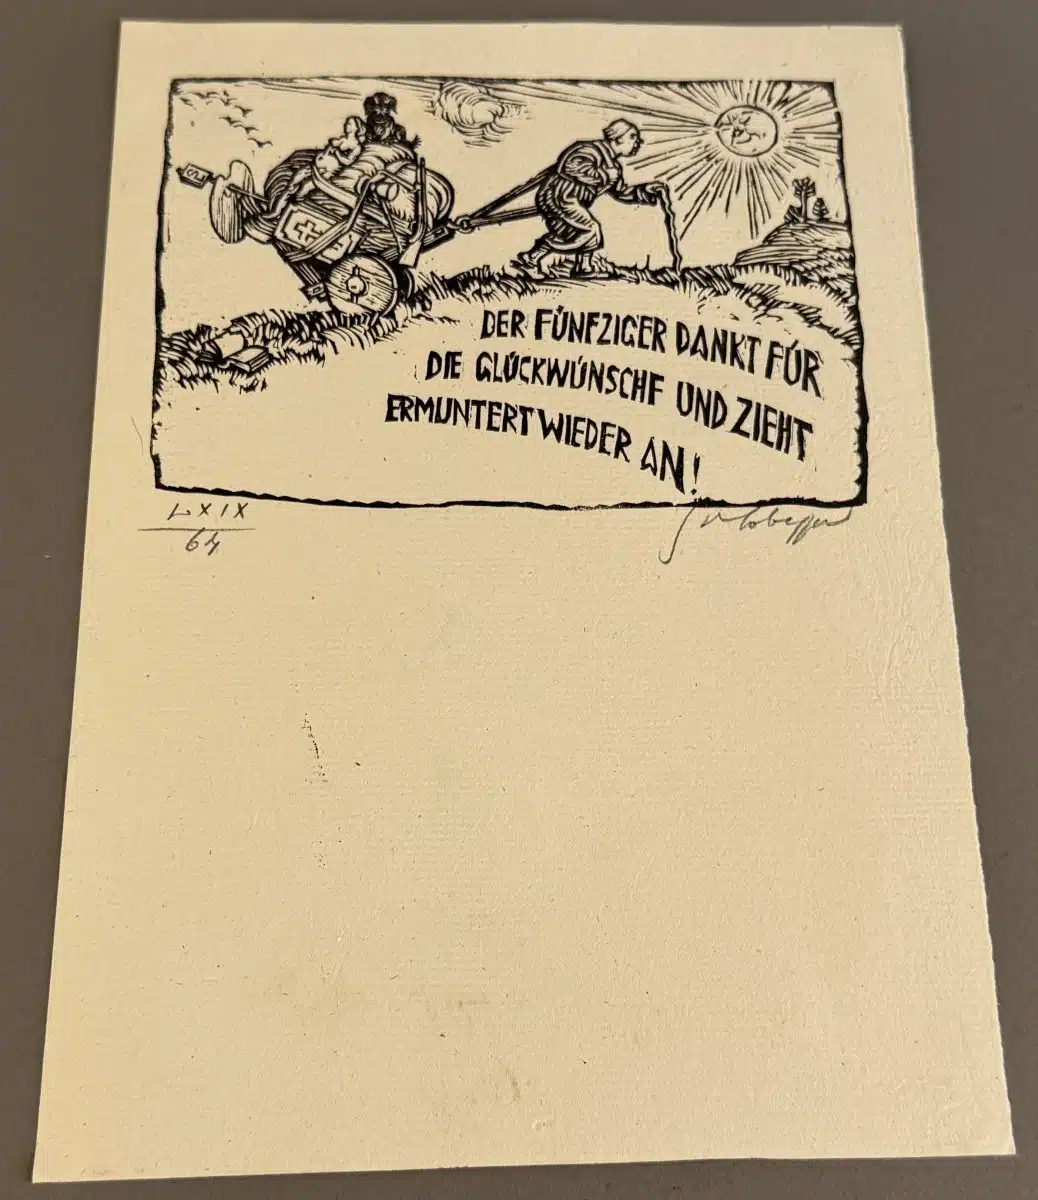 DER FÜNFZIGER DANKT FÜR
DIE GLÜCKWÜNSCHE UND ZIEHT
ERMUNTERT WIEDER AN!
LXIX
64